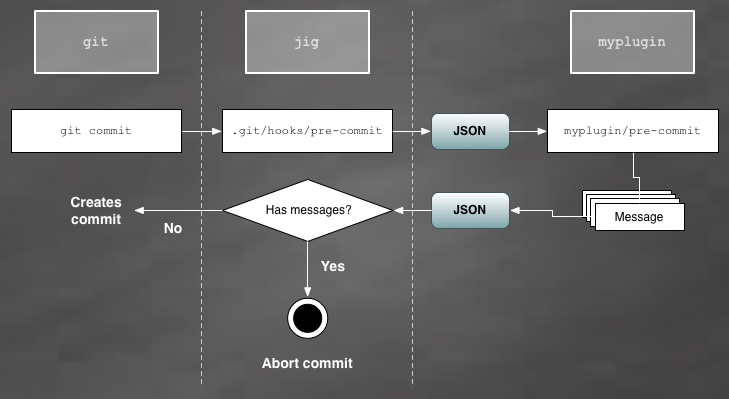 git
jig
myplugin
git commit
.git/hooks/pre-commit
JSON
myplugin/pre-commit
Creates
commit
No
Has messages?
JSON
Message
Yes
Abort commit